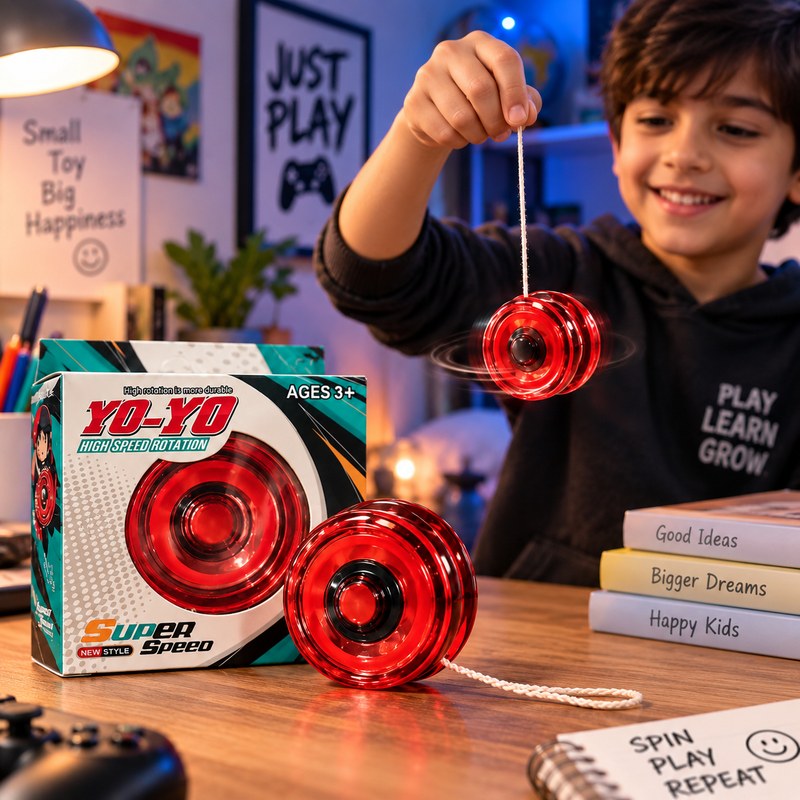 Small
Toy
Big
Happiness
JUST
PLAY
High rotation is more durable
YO-YO
HIGH SPEED ROTATION
AGES 3+
SUPER
SPEED
NEW STYLE
PLAY
LEARN
GROW.
Good Ideas
Bigger Dreams
Happy Kids
SPIN
PLAY
REPEAT